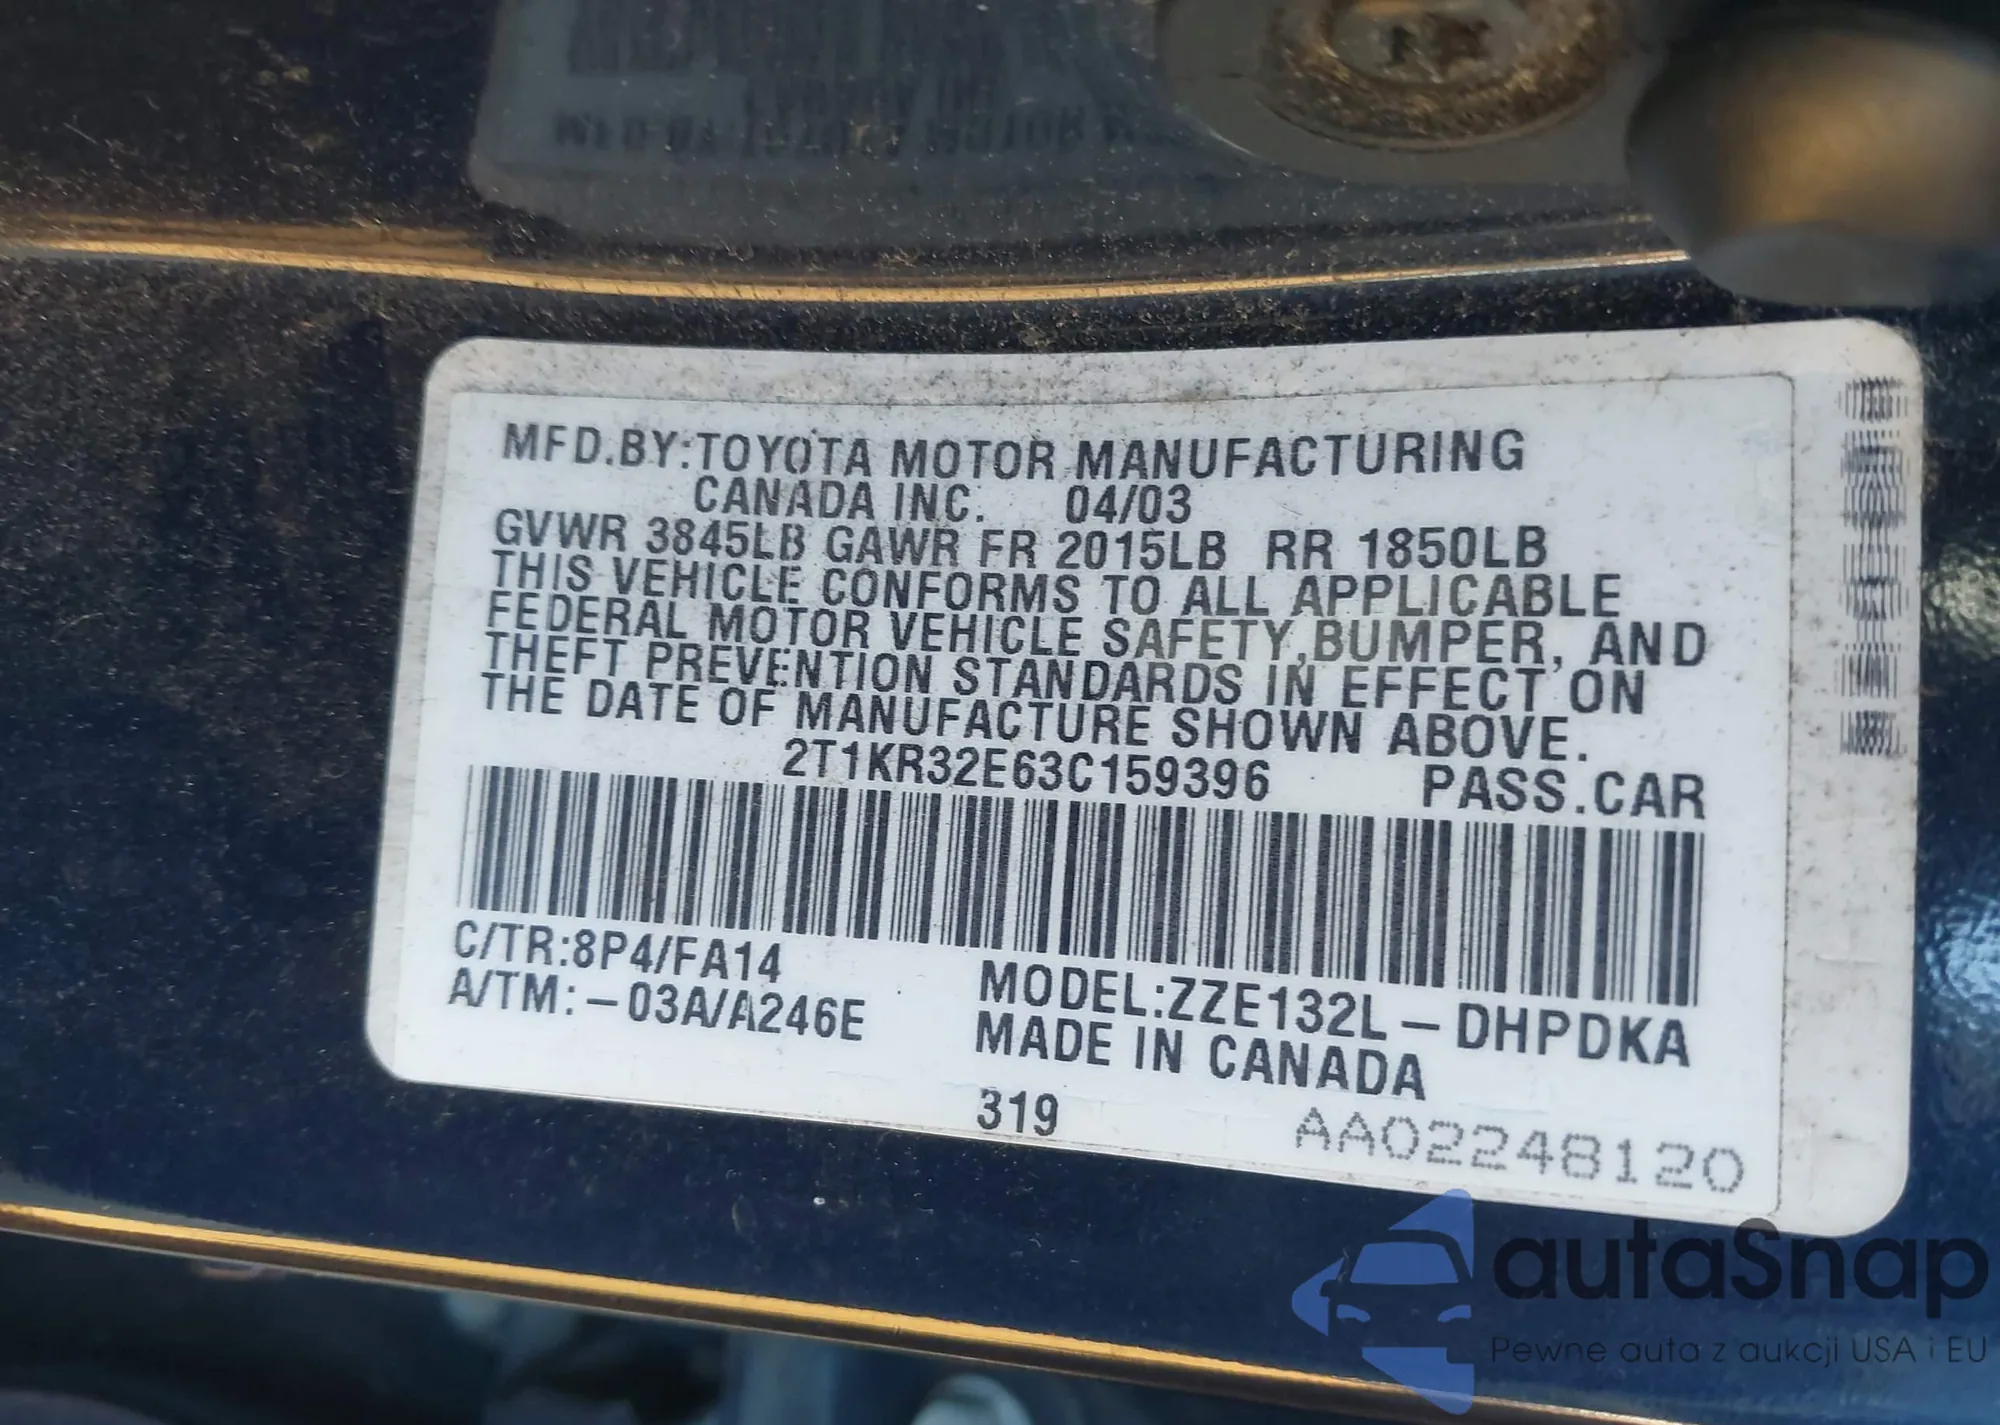 MFD.BY:TOYOTA MOTOR MANUFACTURING
CANADA INC. 04/03
GVWR 3845LB GAWR FR 2015LB RR 1850LB
THIS VEHICLE CONFORMS TO ALL APPLICABLE
FEDERAL MOTOR VEHICLE SAFETY,BUMPER, AND
THEFT PREVENTION STANDARDS IN EFFECT ON
THE DATE OF MANUFACTURE SHOWN ABOVE.
2T1KR32E63C159396 PASS.CAR
C/TR:8P4/FA14
A/TM:-03A/A246E
MODEL:ZZE132L-DHPDKA
MADE IN CANADA
319
AA02248120
autaSnap
Pewne auta z aukcji USA i EU